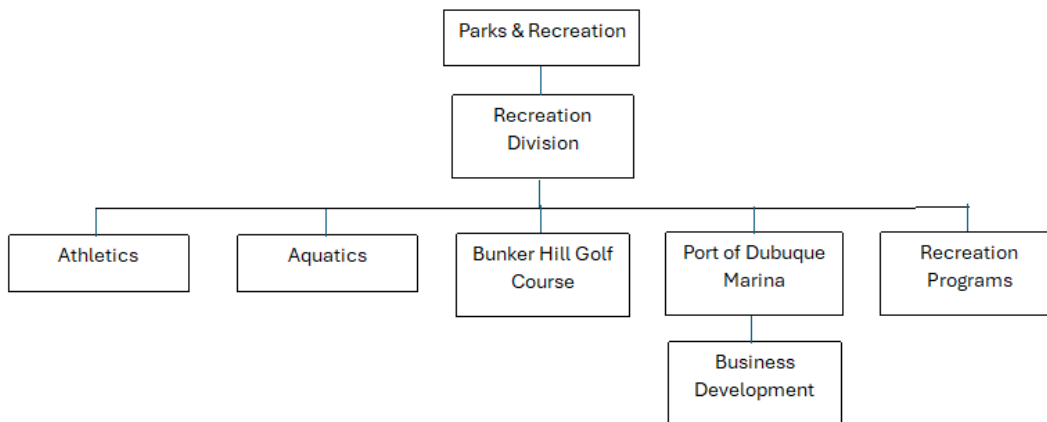 Parks & Recreation
Recreation
Division
Athletics
Aquatics
Bunker Hill Golf
Course
Port of Dubuque
Marina
Recreation
Programs
Business
Development